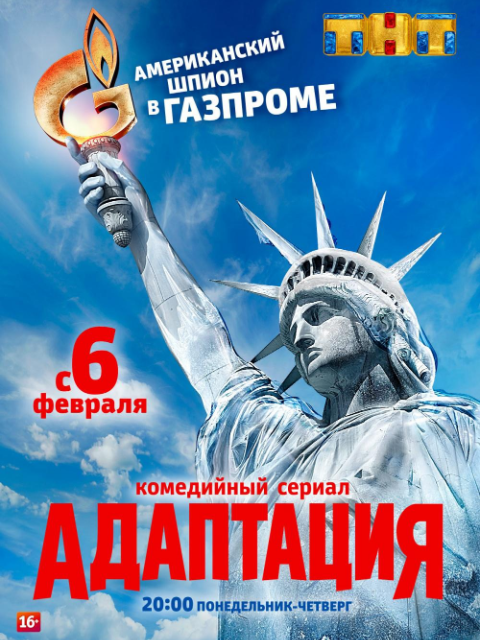 АМЕРИКАНСКИЙ
ШПИОН
В ГАЗПРОМЕ
ТНТ
с 6
февраля
комедийный сериал
АДАПТАЦИЯ
20:00 ПОНЕДЕЛЬНИК-ЧЕТВЕРГ
16+